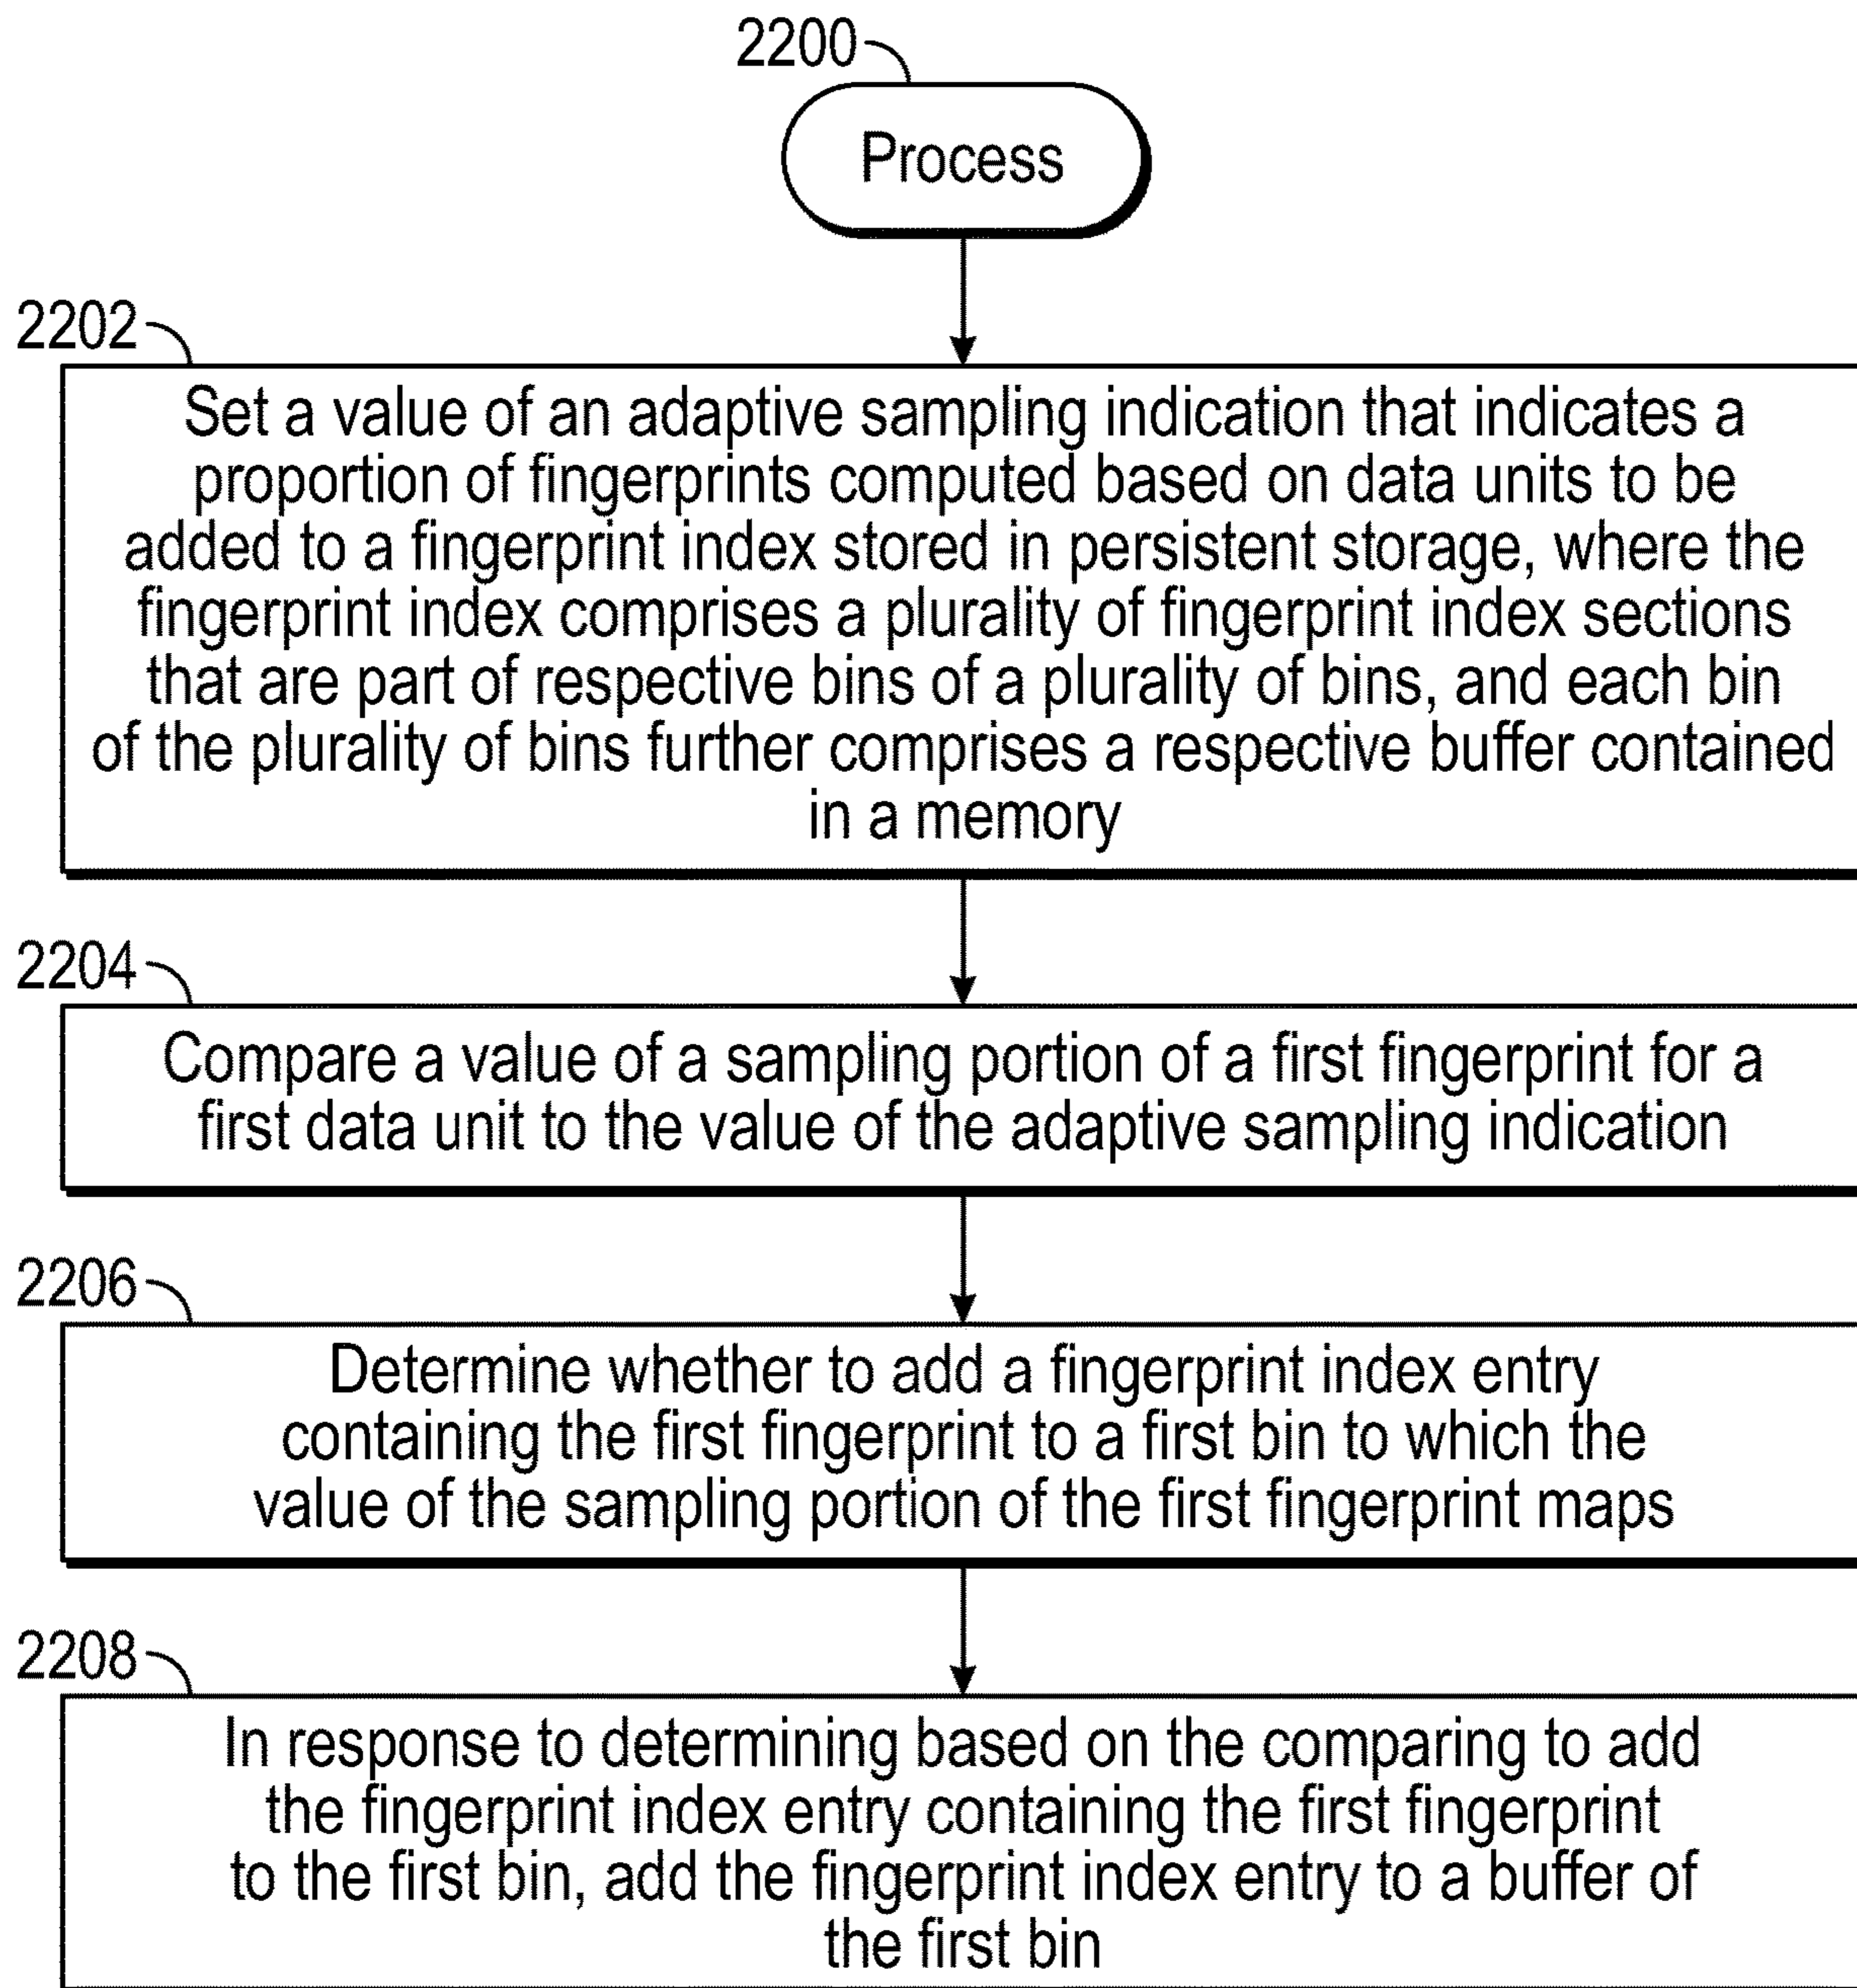 2200
Process
2202
Set a value of an adaptive sampling indication that indicates a
proportion of fingerprints computed based on data units to be
added to a fingerprint index stored in persistent storage, where the
fingerprint index comprises a plurality of fingerprint index sections
that are part of respective bins of a plurality of bins, and each bin
of the plurality of bins further comprises a respective buffer contained
in a memory
2204
Compare a value of a sampling portion of a first fingerprint for a
first data unit to the value of the adaptive sampling indication
2206
Determine whether to add a fingerprint index entry
containing the first fingerprint to a first bin to which the
value of the sampling portion of the first fingerprint maps
2208
In response to determining based on the comparing to add
the fingerprint index entry containing the first fingerprint
to the first bin, add the fingerprint index entry to a buffer of
the first bin